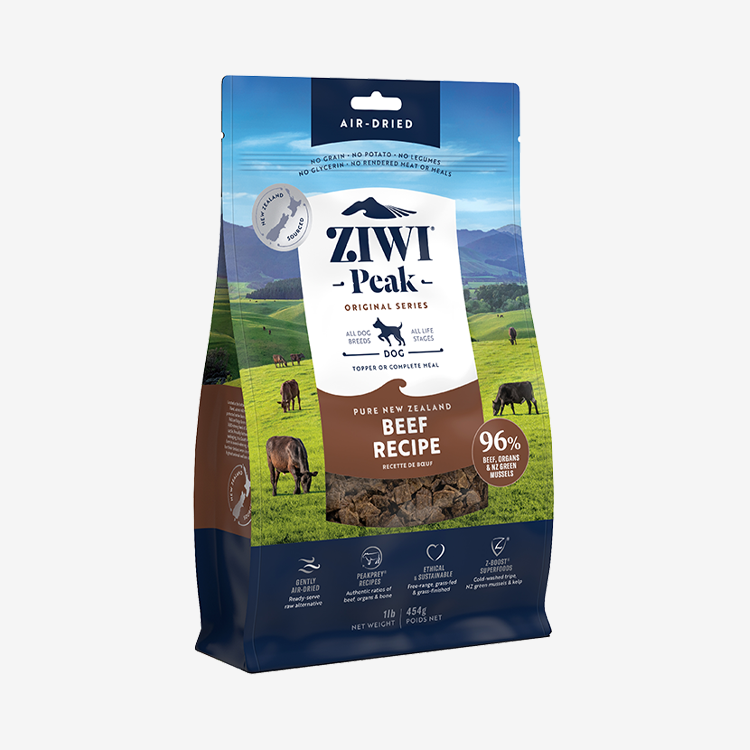 AIR-DRIED
NO GRAIN • NO POTATO • NO LEGUMES
NO GLYCERIN • NO RENDERED MEAT OR MEALS
NEW ZEALAND
SOURCED
ZIWI®
Peak
ORIGINAL SERIES
ALL DOG
BREEDS
ALL LIFE
STAGES
DOG
TOPPER OR COMPLETE MEAL
PURE NEW ZEALAND
BEEF
RECIPE
RECETTE DE BŒUF
96%
BEEF, ORGANS
& NZ GREEN
MUSSELS
GENTLY
AIR-DRIED
Ready-serve
raw alternative
PEAKPREY®
RECIPES
Authentic ratios of
beef, organs & bone
ETHICAL
& SUSTAINABLE
Free-range, grass-fed
& grass-finished
Z-BOOST®
SUPERFOODS
Cold-washed tripe,
NZ green mussels & kelp
1lb
NET WEIGHT
454g
POIDS NET